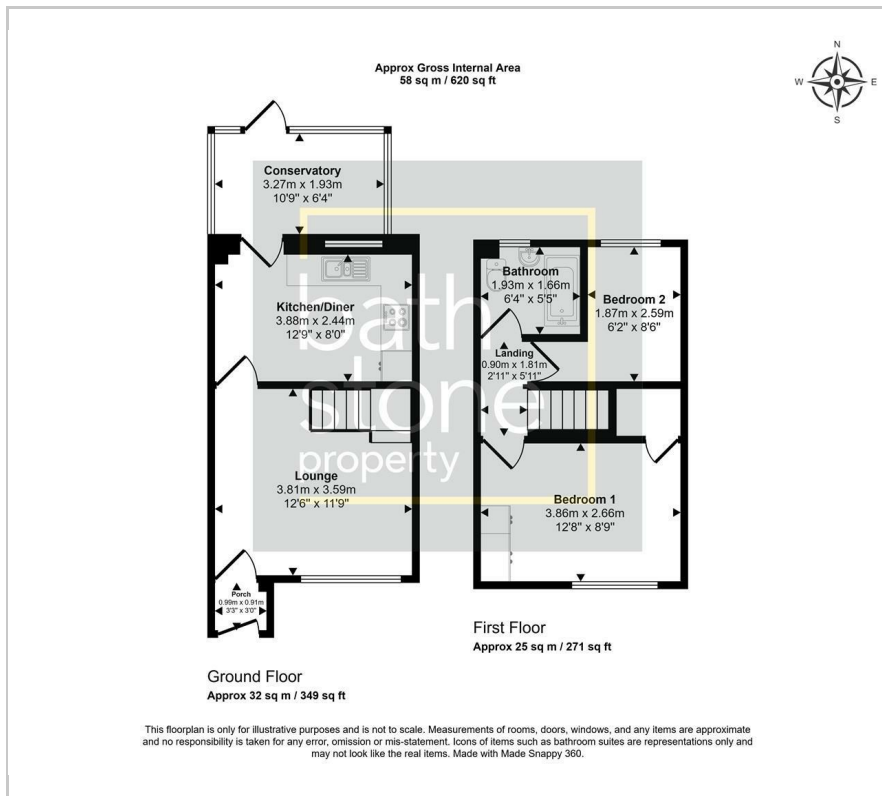 Approx Gross Internal Area
58 sq m / 620 sq ft
N
W
E
S
Conservatory
3.27m x 1.93m
10'9" x 6'4"
Kitchen/Diner
3.88m x 2.44m
12'9" x 8'0"
Lounge
3.81m x 3.59m
12'6" x 11'9"
Porch
0.99m x 0.91m
3'3" x 3'0"
Ground Floor
Approx 32 sq m / 349 sq ft
Bathroom
1.93m x 1.66m
6'4" x 5'5"
Bedroom 2
1.87m x 2.59m
6'2" x 8'6"
Landing
0.90m x 1.81m
2'11" x 5'11"
Bedroom 1
3.86m x 2.66m
12'8" x 8'9"
First Floor
Approx 25 sq m / 271 sq ft
bath
stone
property
This floorplan is only for illustrative purposes and is not to scale. Measurements of rooms, doors, windows, and any items are approximate
and no responsibility is taken for any error, omission or mis-statement. Icons of items such as bathroom suites are representations only and
may not look like the real items. Made with Made Snappy 360.